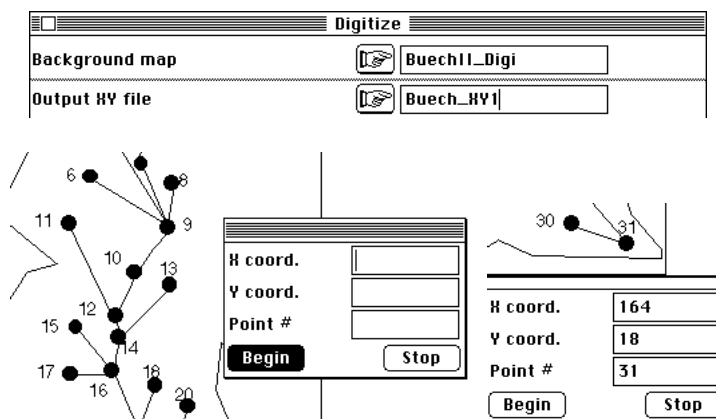 Digitize
Background map Buechll_Digi
Output XY file Buech_XY1
6
8
11
9
10
13
12
15
14
17
16
18
20
X coord.
Y coord.
Point #
Begin Stop
30
31
X coord. 164
Y coord. 18
Point # 31
Begin Stop